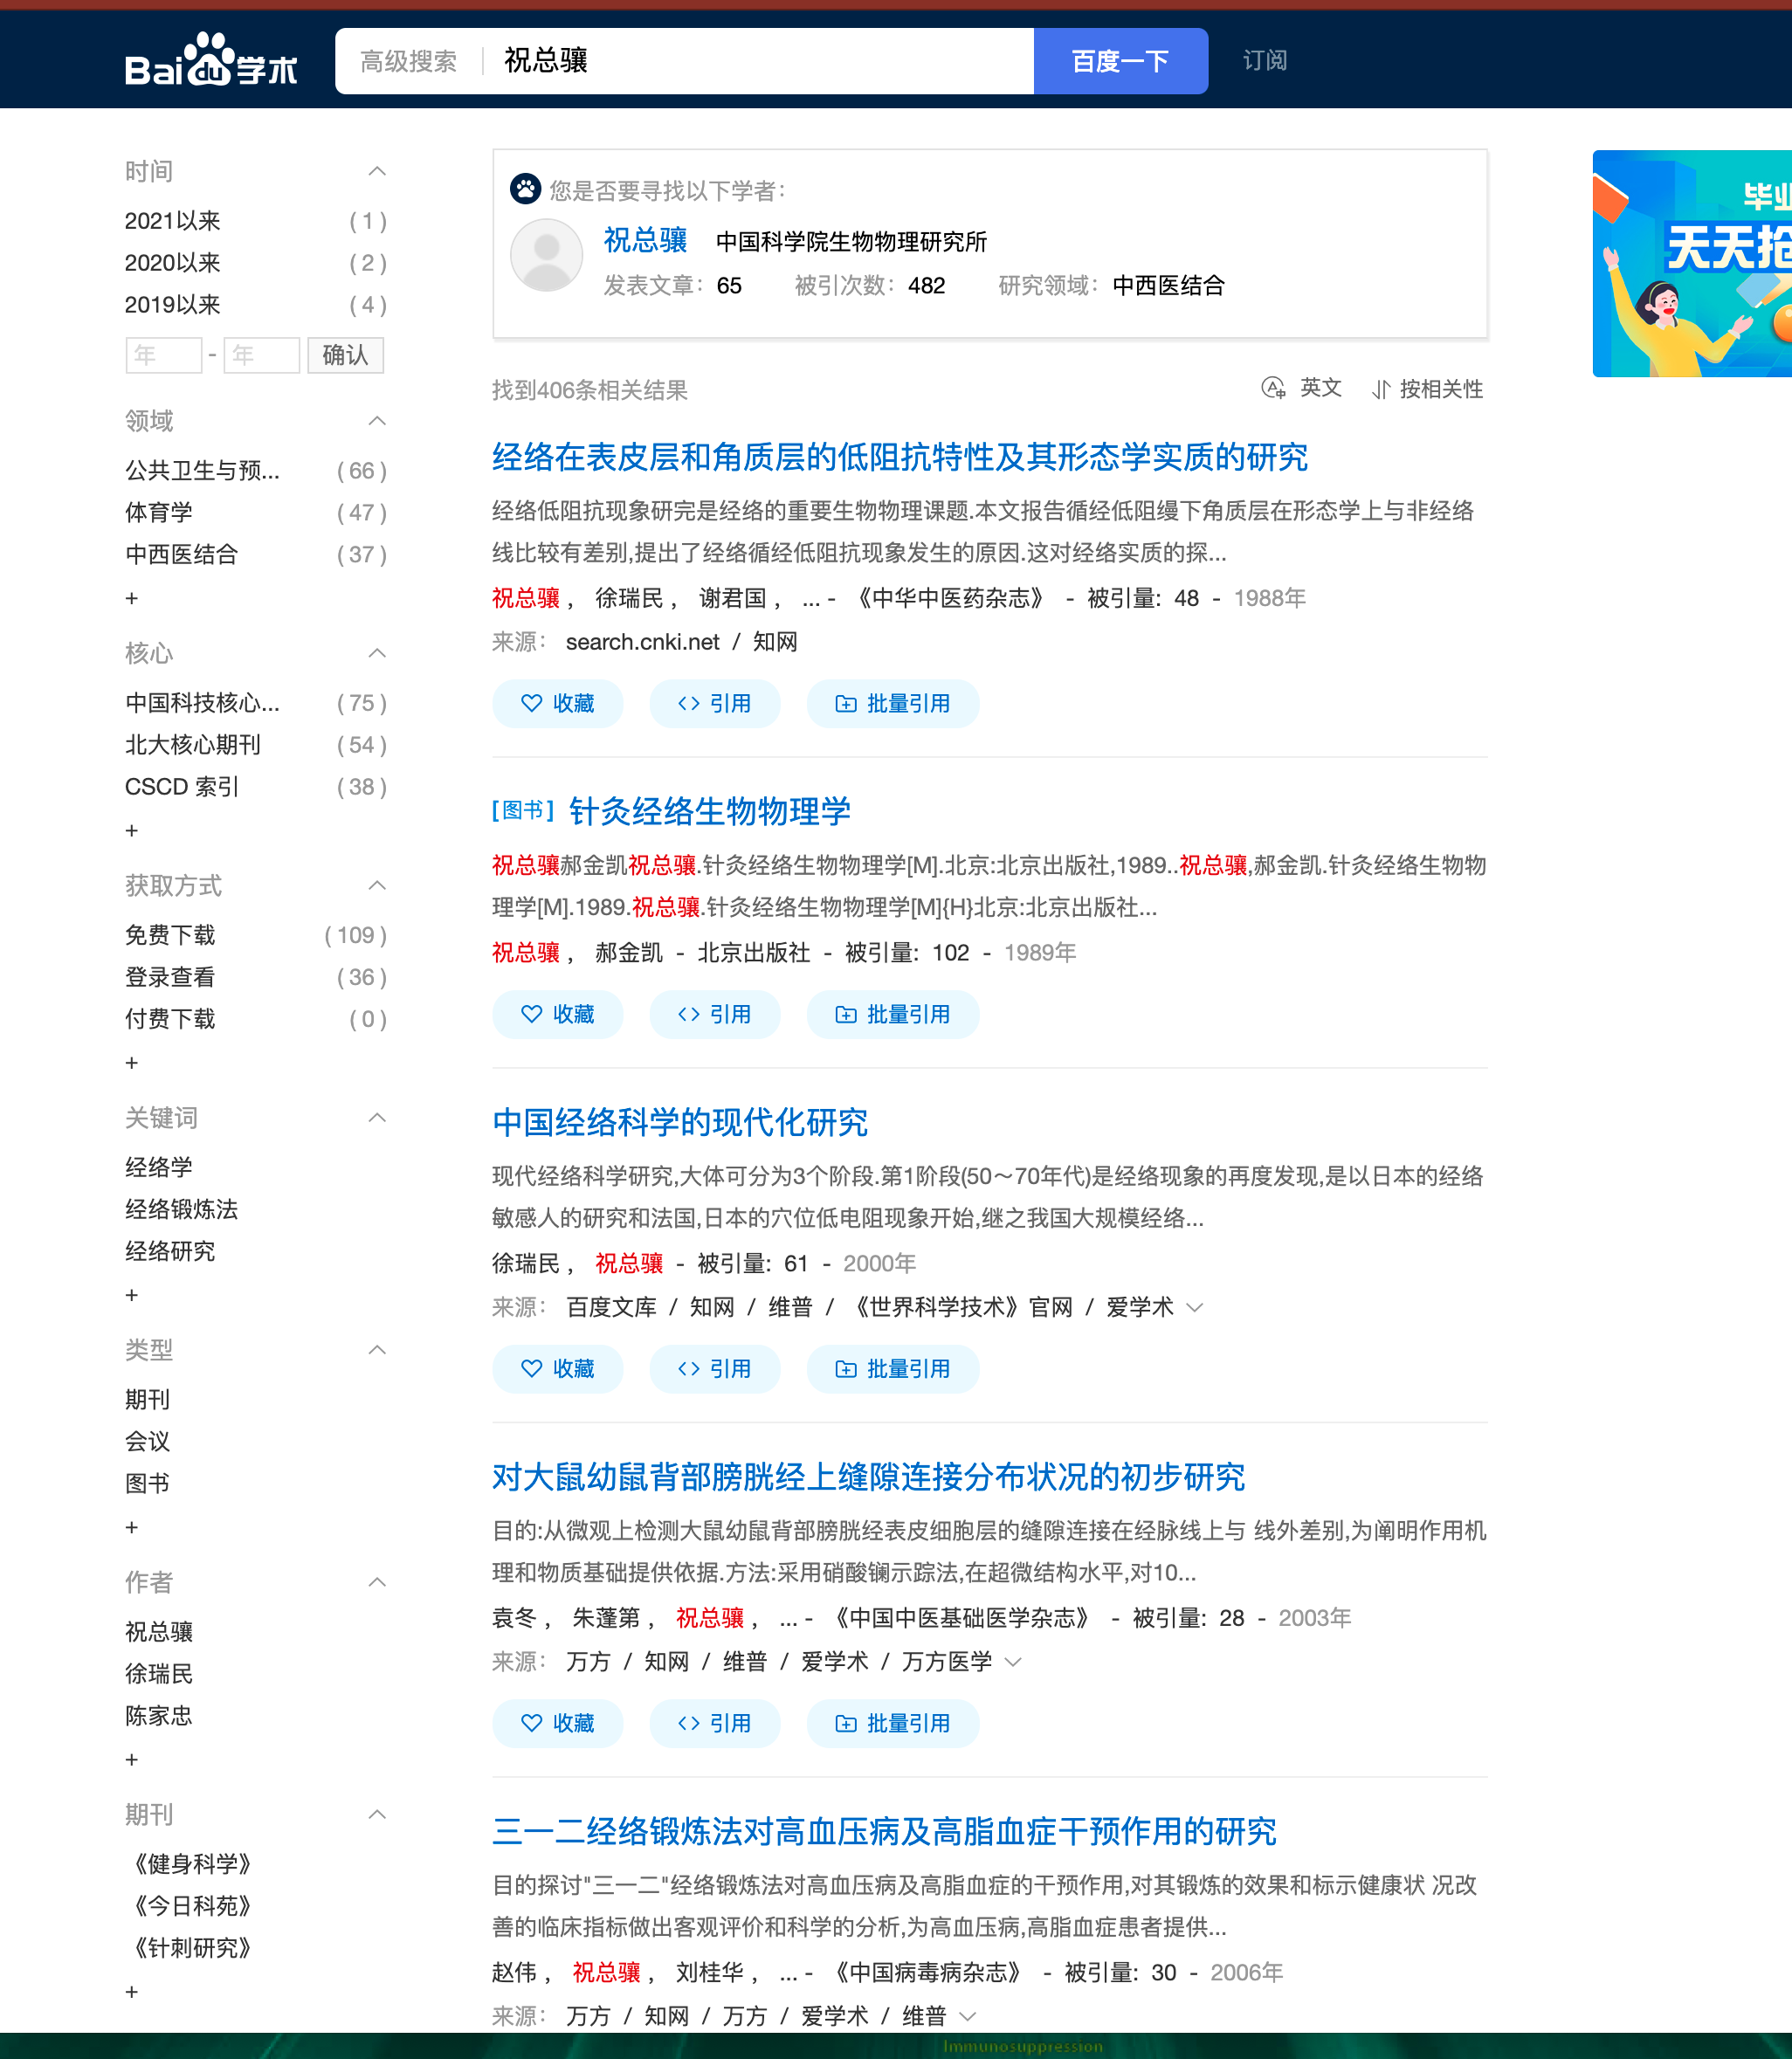 Baidu学术
高级搜索 祝总骧 百度一下 订阅
时间
2021以来 (1)
2020以来 (2)
2019以来 (4)
年 - 年 确认
领域
公共卫生与预... (66)
体育学 (47)
中西医结合 (37)
+
核心
中国科技核心... (75)
北大核心期刊 (54)
CSCD 索引 (38)
+
获取方式
免费下载 (109)
登录查看 (36)
付费下载 (0)
+
关键词
经络学
经络锻炼法
经络研究
+
类型
期刊
会议
图书
+
作者
祝总骧
徐瑞民
陈家忠
+
期刊
《健身科学》
《今日科苑》
《针刺研究》
+
您是否要寻找以下学者：
祝总骧 中国科学院生物物理研究所
发表文章：65 被引次数：482 研究领域：中西医结合
找到406条相关结果 英文 按相关性
经络在表皮层和角质层的低阻抗特性及其形态学实质的研究
经络低阻抗现象研完是经络的重要生物物理课题.本文报告循经低阻缦下角质层在形态学上与非经络
线比较有差别,提出了经络循经低阻抗现象发生的原因.这对经络实质的探...
祝总骧， 徐瑞民， 谢君国， ... - 《中华中医药杂志》 - 被引量: 48 - 1988年
来源： search.cnki.net / 知网
收藏 <> 引用 批量引用
[图书] 针灸经络生物物理学
祝总骧郝金凯祝总骧.针灸经络生物物理学[M].北京:北京出版社,1989..祝总骧,郝金凯.针灸经络生物物
理学[M].1989.祝总骧.针灸经络生物物理学[M]{H}北京:北京出版社...
祝总骧， 郝金凯 - 北京出版社 - 被引量: 102 - 1989年
收藏 <> 引用 批量引用
中国经络科学的现代化研究
现代经络科学研究,大体可分为3个阶段.第1阶段(50～70年代)是经络现象的再度发现,是以日本的经络
敏感人的研究和法国,日本的穴位低电阻现象开始,继之我国大规模经络...
徐瑞民， 祝总骧 - 被引量: 61 - 2000年
来源： 百度文库 / 知网 / 维普 / 《世界科学技术》官网 / 爱学术
收藏 <> 引用 批量引用
对大鼠幼鼠背部膀胱经上缝隙连接分布状况的初步研究
目的:从微观上检测大鼠幼鼠背部膀胱经表皮细胞层的缝隙连接在经脉线上与 线外差别,为阐明作用机
理和物质基础提供依据.方法:采用硝酸镧示踪法,在超微结构水平,对10...
袁冬， 朱蓬第， 祝总骧， ... - 《中国中医基础医学杂志》 - 被引量: 28 - 2003年
来源： 万方 / 知网 / 维普 / 爱学术 / 万方医学
收藏 <> 引用 批量引用
三一二经络锻炼法对高血压病及高脂血症干预作用的研究
目的探讨"三一二"经络锻炼法对高血压病及高脂血症的干预作用,对其锻炼的效果和标示健康状 况改
善的临床指标做出客观评价和科学的分析,为高血压病,高脂血症患者提供...
赵伟， 祝总骧， 刘桂华， ... - 《中国病毒病杂志》 - 被引量: 30 - 2006年
来源： 万方 / 知网 / 万方 / 爱学术 / 维普
毕业
天天抢
Immunosuppression